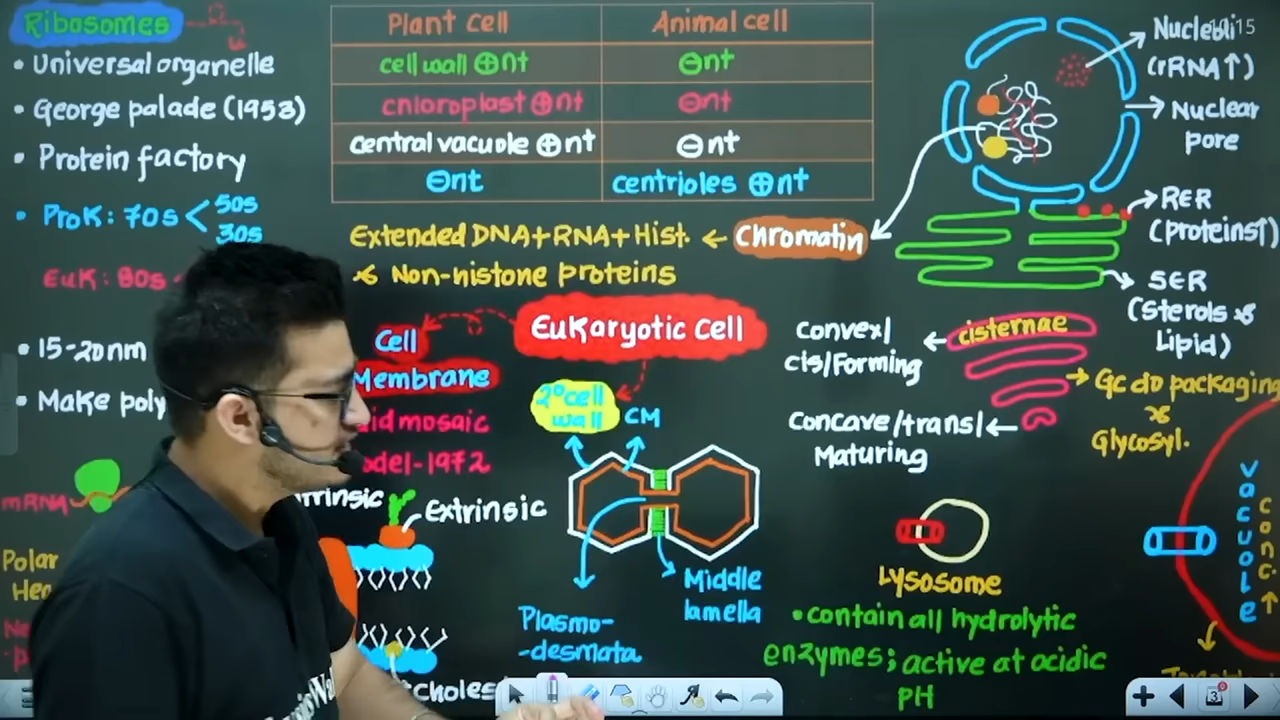 Ribosomes
• Universal organelle
• George palade (1953)
• Protein factory
• ProK: 70s < 50s
30s
EuK: 80s
• 15-20nm
• Make poly
mRNA
Polar
Plant Cell
Animal cell
cell wall ⊕nt
⊖nt
chloroplast ⊕nt
⊖nt
central vacuole ⊕nt
⊖nt
⊖nt
centrioles ⊕nt
Extended DNA+RNA+Hist. ← Chromatin
& Non-histone proteins
Eukaryotic Cell
Cell
Membrane
mosaic
-1972
Extrinsic
2° cell
wall
CM
Middle
lamella
Plasmo-
-desmata
Nucleoli
15
(rRNA↑)
Nuclear
pore
RER
(proteins↑)
SER
(Sterols &
Lipid)
cisternae
Convex/
cis/Forming
Concave/trans/
Maturing
GC do packaging
&
Glycosyl.
Lysosome
• contain all hydrolytic
enzymes; active at acidic
PH
Vacuole
Conc.↑
3